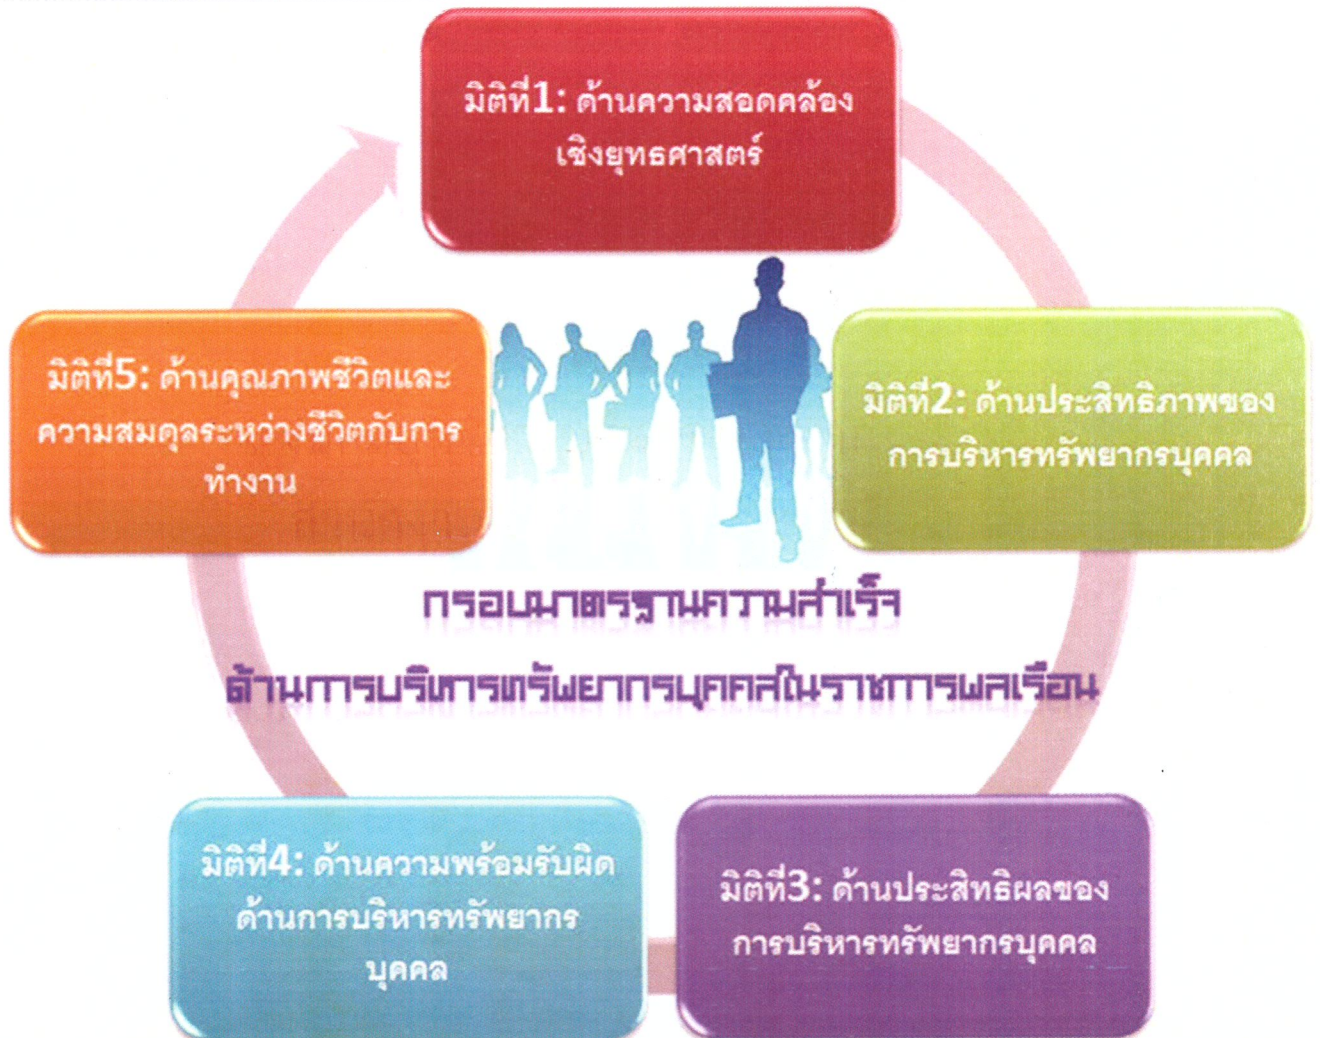 มิติที่1: ด้านความสอดคล้อง
เชิงยุทธศาสตร์
มิติที่2: ด้านประสิทธิภาพของ
การบริหารทรัพยากรบุคคล
มิติที่3: ด้านประสิทธิผลของ
การบริหารทรัพยากรบุคคล
มิติที่4: ด้านความพร้อมรับผิด
ด้านการบริหารทรัพยากร
บุคคล
มิติที่5: ด้านคุณภาพชีวิตและ
ความสมดุลระหว่างชีวิตกับการ
ทำงาน
กรอบมาตรฐานความสำเร็จ
ด้านการบริหารทรัพยากรบุคคลในราชการพลเรือน